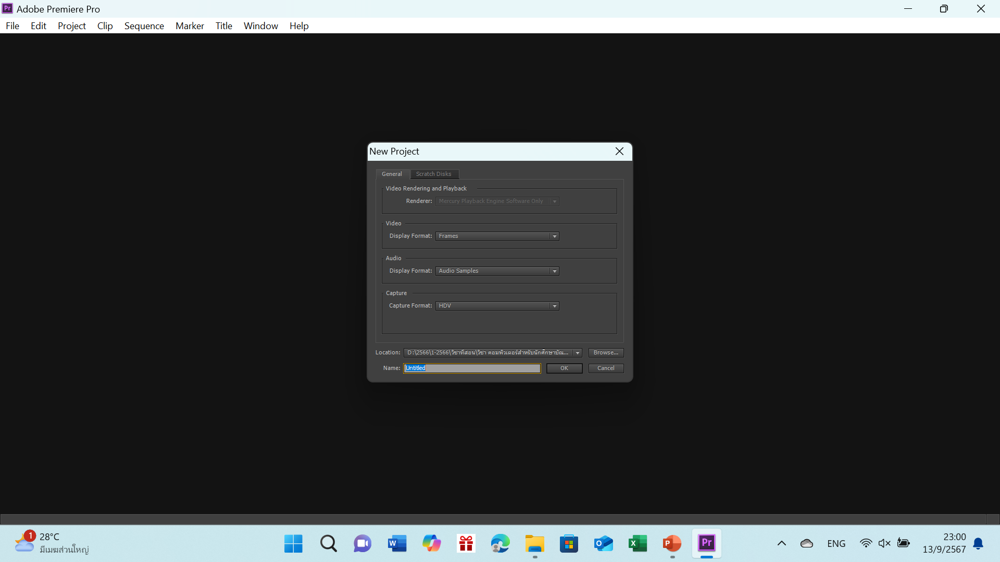 Adobe Premiere Pro
File Edit Project Clip Sequence Marker Title Window Help
New Project
General Scratch Disks
Video Rendering and Playback
Renderer: Mercury Playback Engine Software Only
Video
Display Format: Frames
Audio
Display Format: Audio Samples
Capture
Capture Format: HDV
Location: D:\2566\1-2566\วิชาที่สอน\วิชา คอมพิวเตอร์สำหรับนักศึกษาบัณ... Browse...
Name: Untitled OK Cancel
1 28°C
มีเมฆส่วนใหญ่
ENG
23:00
13/9/2567